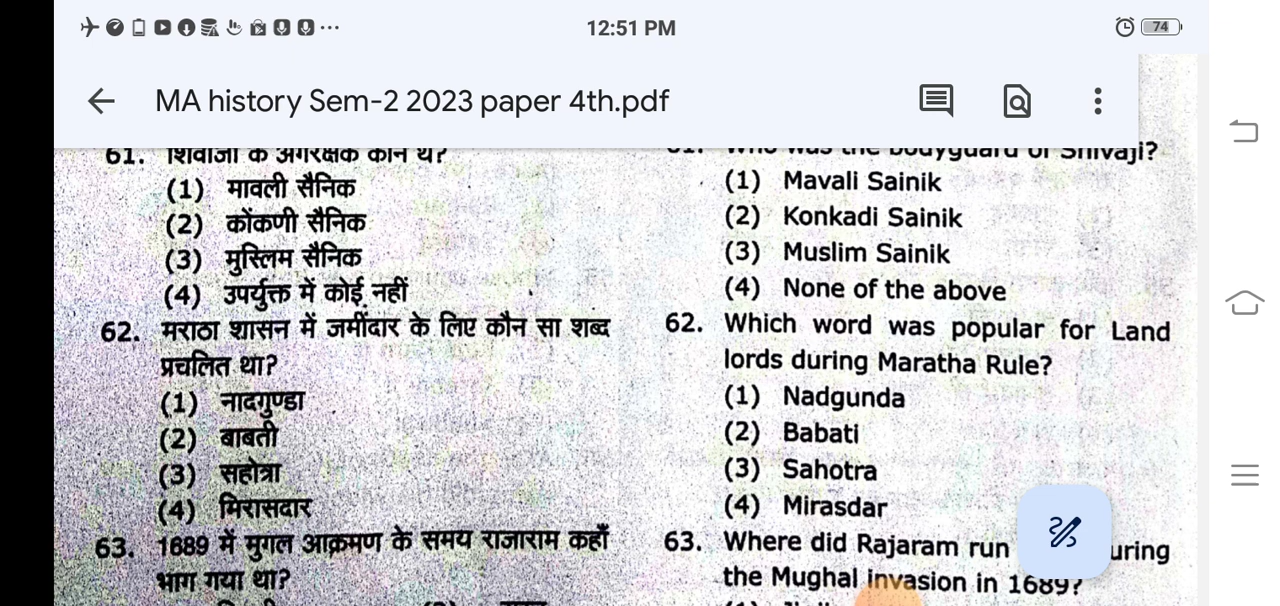 12:51 PM
74
MA history Sem-2 2023 paper 4th.pdf
61. शिवाजी के अंगरक्षक कौन थे?
(1) मावली सैनिक
(2) कोंकणी सैनिक
(3) मुस्लिम सैनिक
(4) उपर्युक्त में कोई नहीं
62. मराठा शासन में जमींदार के लिए कौन सा शब्द
प्रचलित था?
(1) नादगुण्डा
(2) बाबती
(3) सहोत्रा
(4) मिरासदार
63. 1689 में मुगल आक्रमण के समय राजाराम कहाँ
भाग गया था?
61. Who was the bodyguard of Shivaji?
(1) Mavali Sainik
(2) Konkadi Sainik
(3) Muslim Sainik
(4) None of the above
62. Which word was popular for Land
lords during Maratha Rule?
(1) Nadgunda
(2) Babati
(3) Sahotra
(4) Mirasdar
63. Where did Rajaram run uring
the Mughal invasion in 1689?